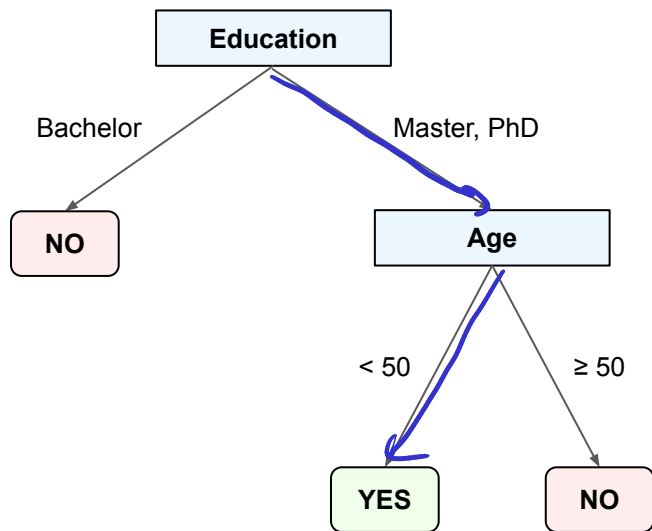 Education
Bachelor
Master, PhD
NO
Age
< 50
≥ 50
YES
NO